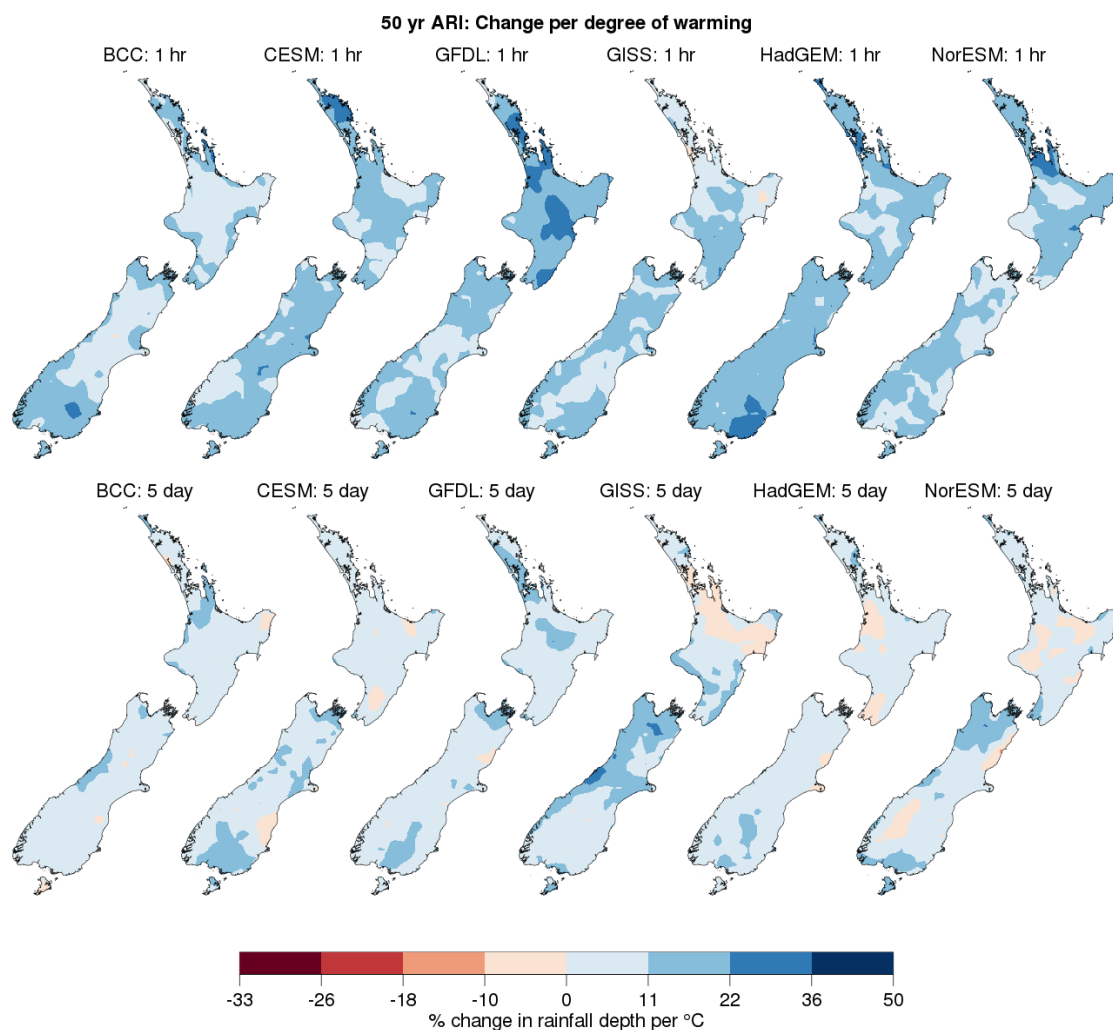 50 yr ARI: Change per degree of warming
BCC: 1 hr CESM: 1 hr GFDL: 1 hr GISS: 1 hr HadGEM: 1 hr NorESM: 1 hr
BCC: 5 day CESM: 5 day GFDL: 5 day GISS: 5 day HadGEM: 5 day NorESM: 5 day
-33 -26 -18 -10 0 11 22 36 50
% change in rainfall depth per °C